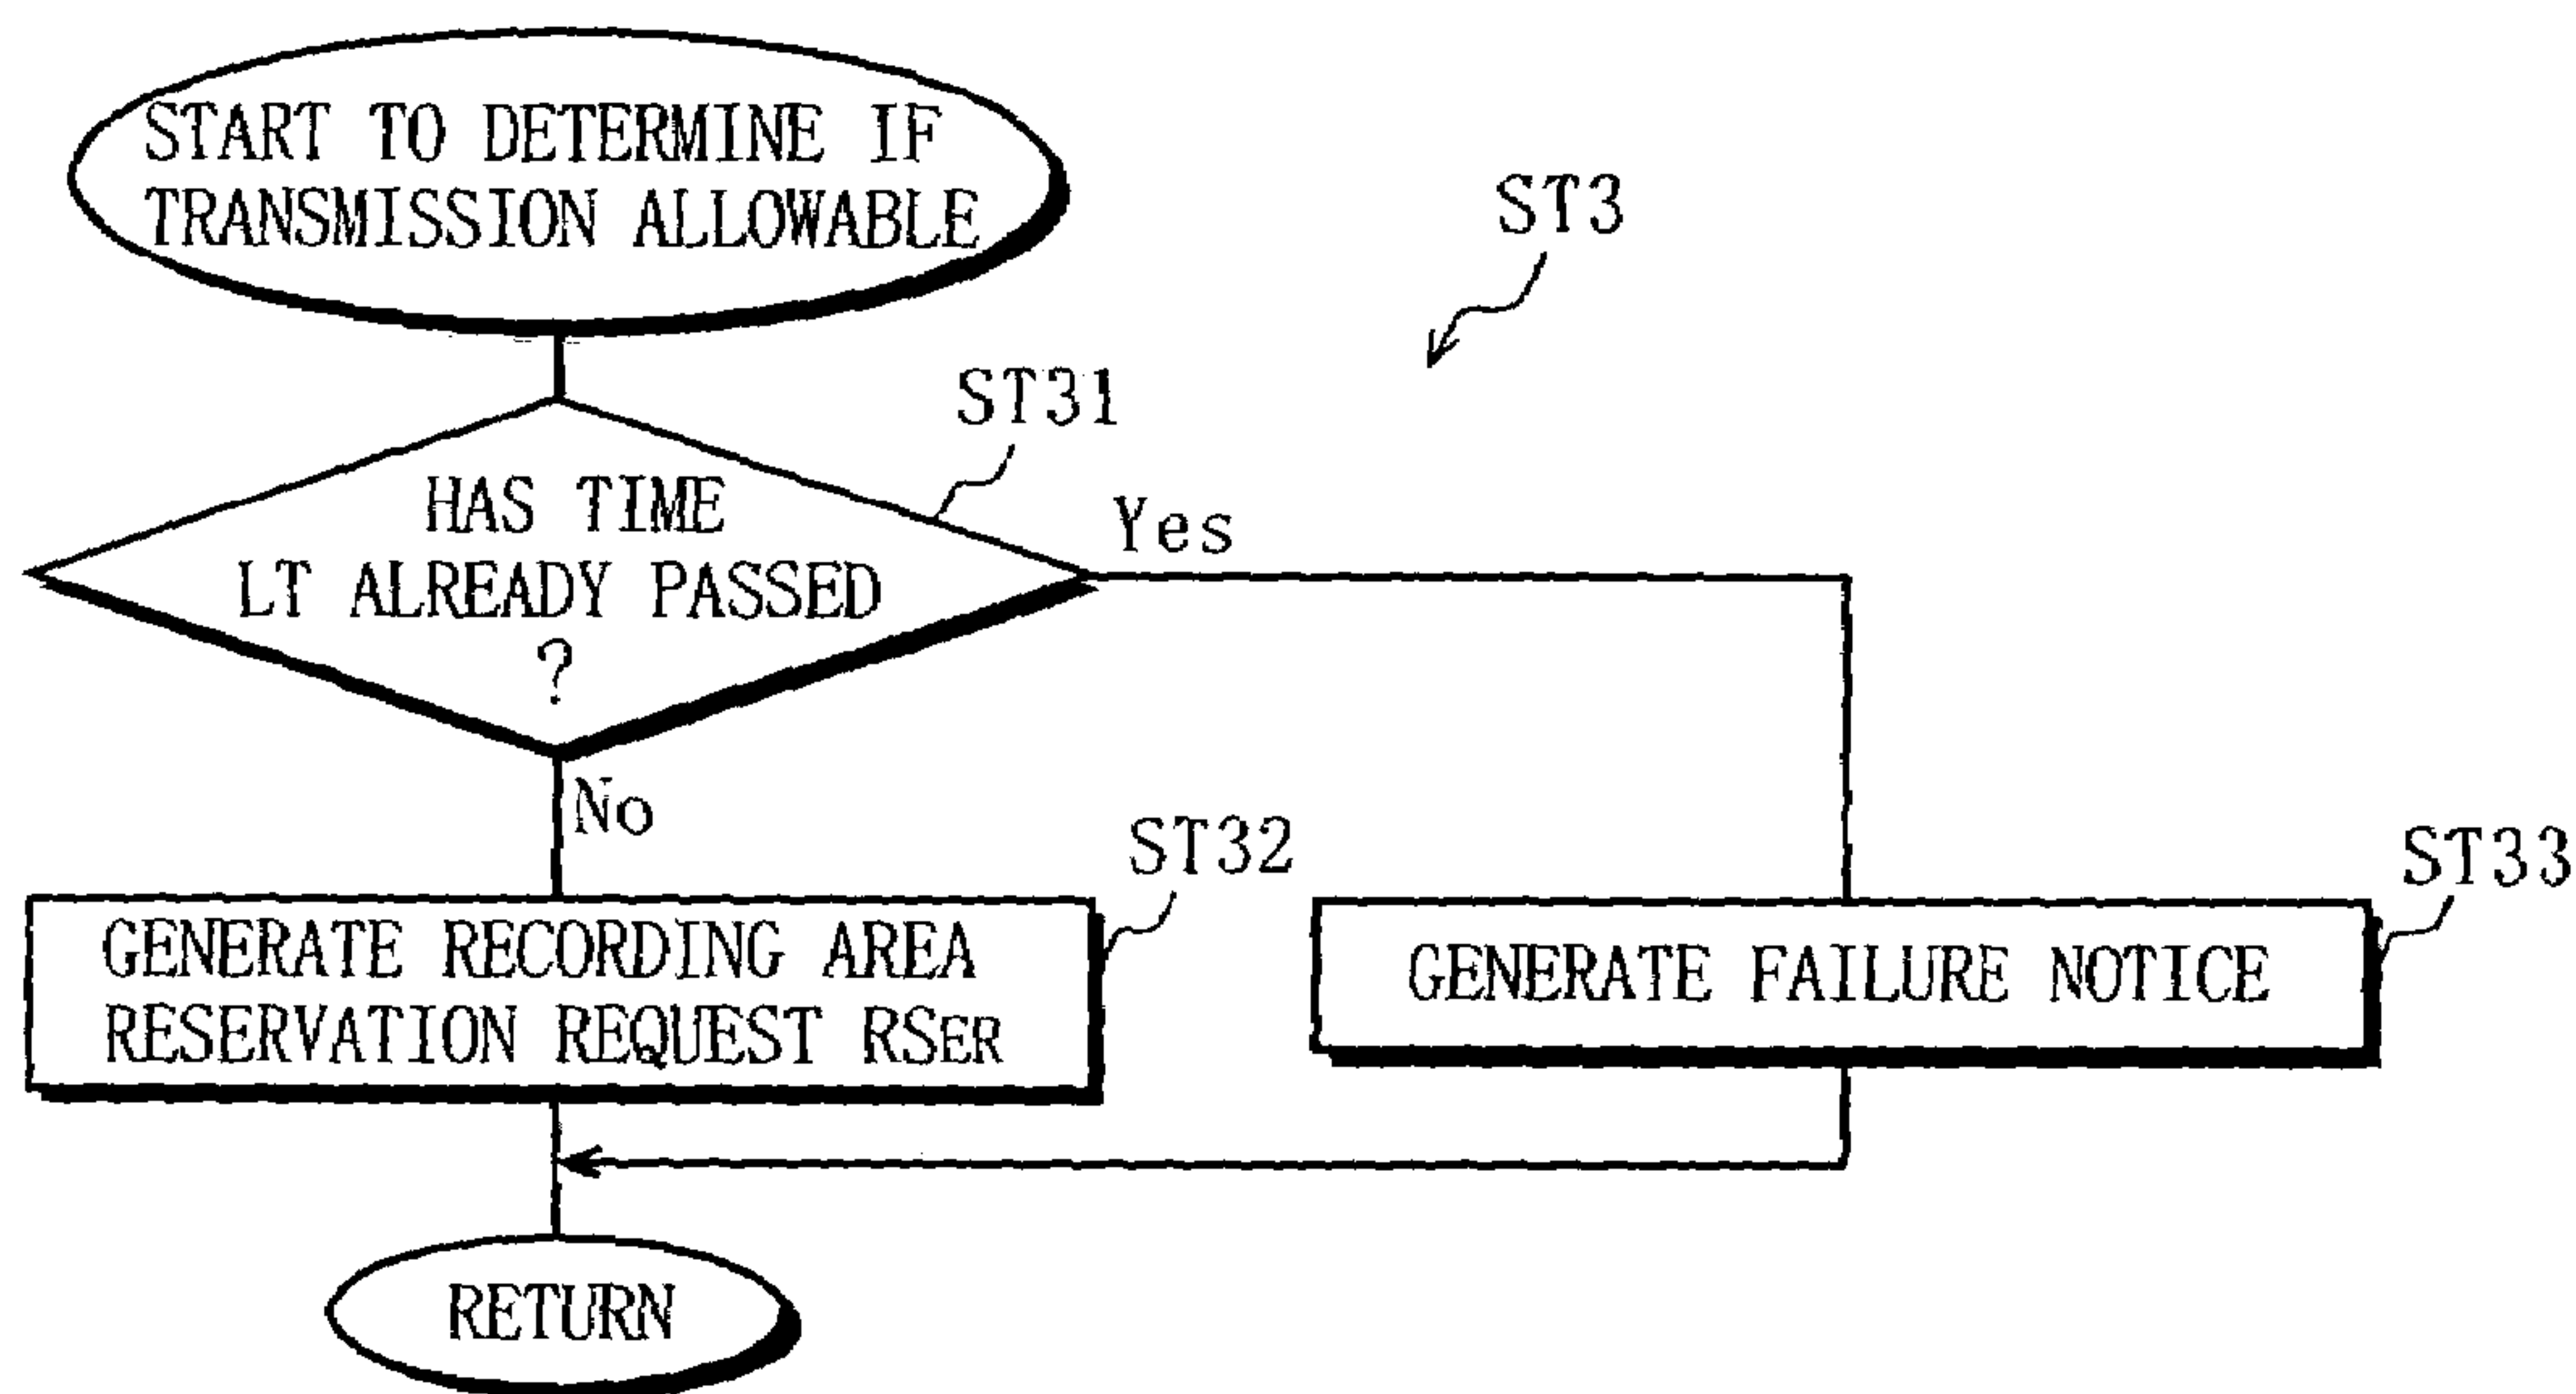 START TO DETERMINE IF
TRANSMISSION ALLOWABLE
ST3
ST31
HAS TIME
LT ALREADY PASSED
?
Yes
No
ST32
GENERATE RECORDING AREA
RESERVATION REQUEST RSER
ST33
GENERATE FAILURE NOTICE
RETURN